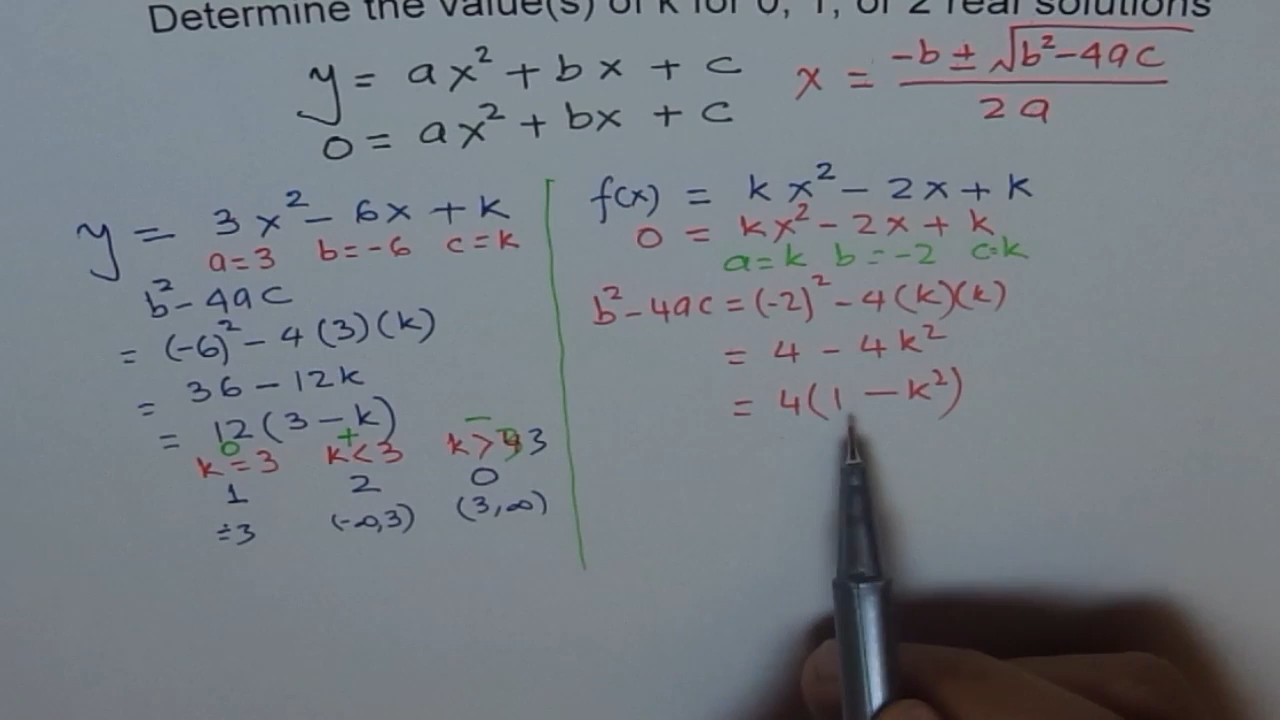 Determine the value(s) of k for 0, 1, or 2 real solutions
y = ax² + bx + c
0 = ax² + bx + c
x = (-b ± √(b²-4ac)) / 2a
y = 3x² - 6x + k
a=3 b=-6 c=k
b² - 4ac
= (-6)² - 4(3)(k)
= 36 - 12k
= 12(3 - k)
0 + -
k=3 k<3 k>3
1 2 0
=3 (-∞,3) (3,∞)
f(x) = kx² - 2x + k
0 = kx² - 2x + k
a=k b=-2 c=k
b²-4ac = (-2)² - 4(k)(k)
= 4 - 4k²
= 4(1 - k²)